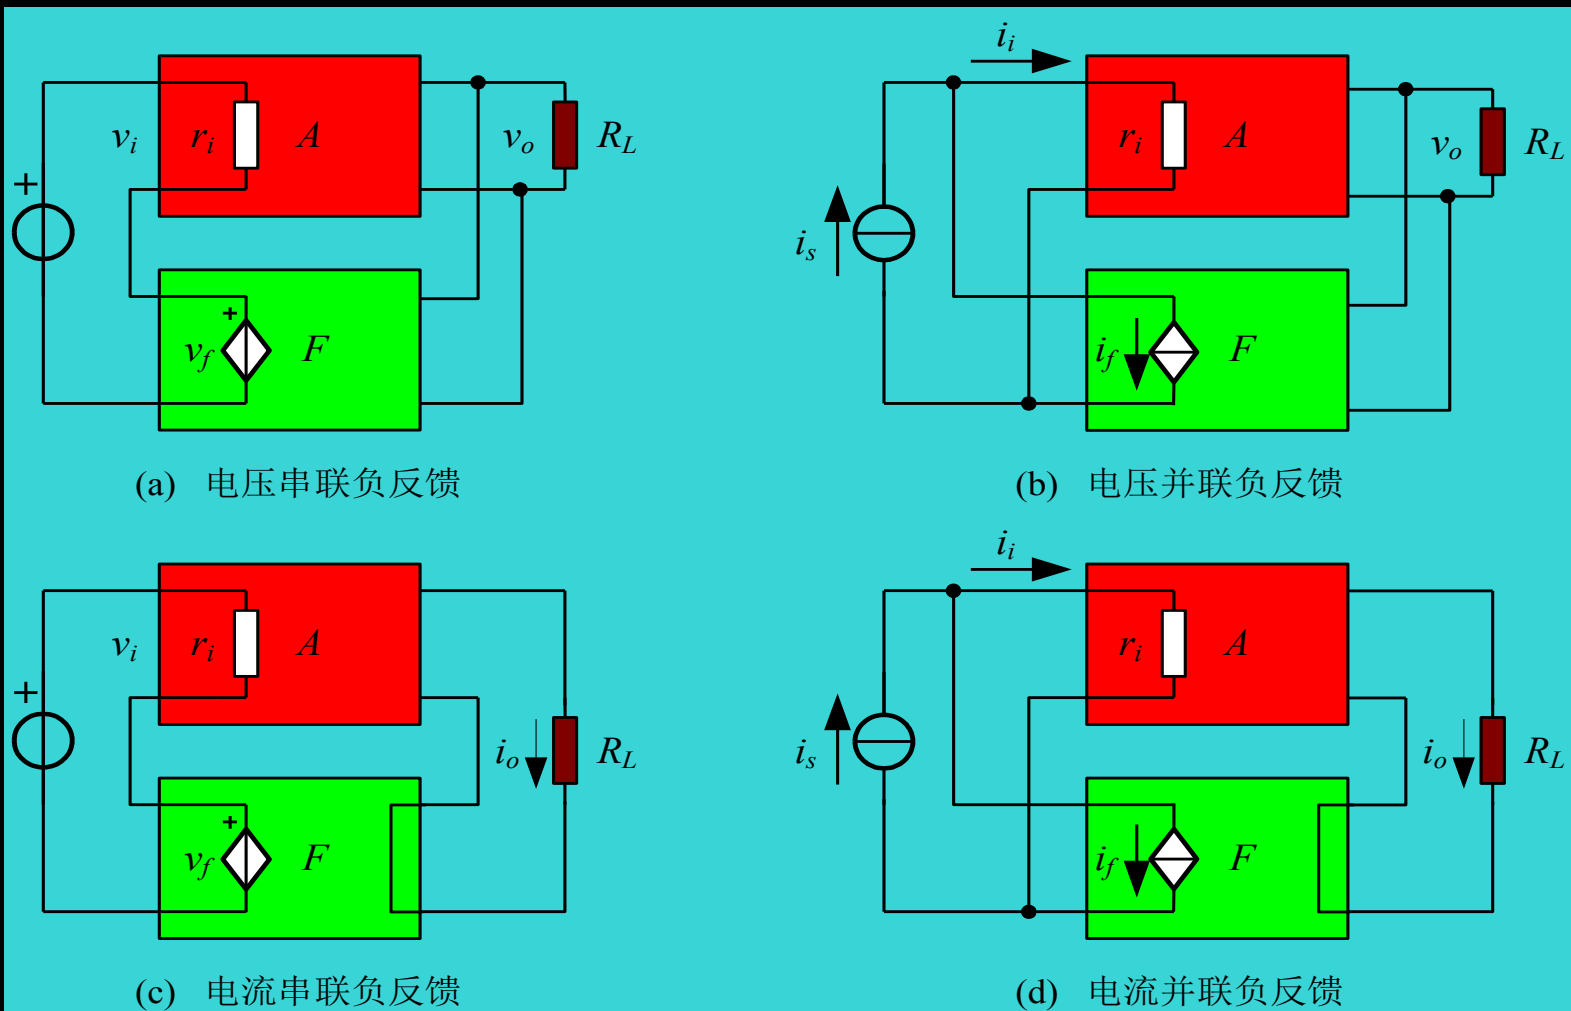 +
v_i
r_i
A
v_o
R_L
+
v_f
F
(a) 电压串联负反馈
i_i
r_i
A
v_o
R_L
i_s
i_f
F
(b) 电压并联负反馈
+
v_i
r_i
A
i_o
R_L
+
v_f
F
(c) 电流串联负反馈
i_i
r_i
A
i_s
i_o
R_L
i_f
F
(d) 电流并联负反馈